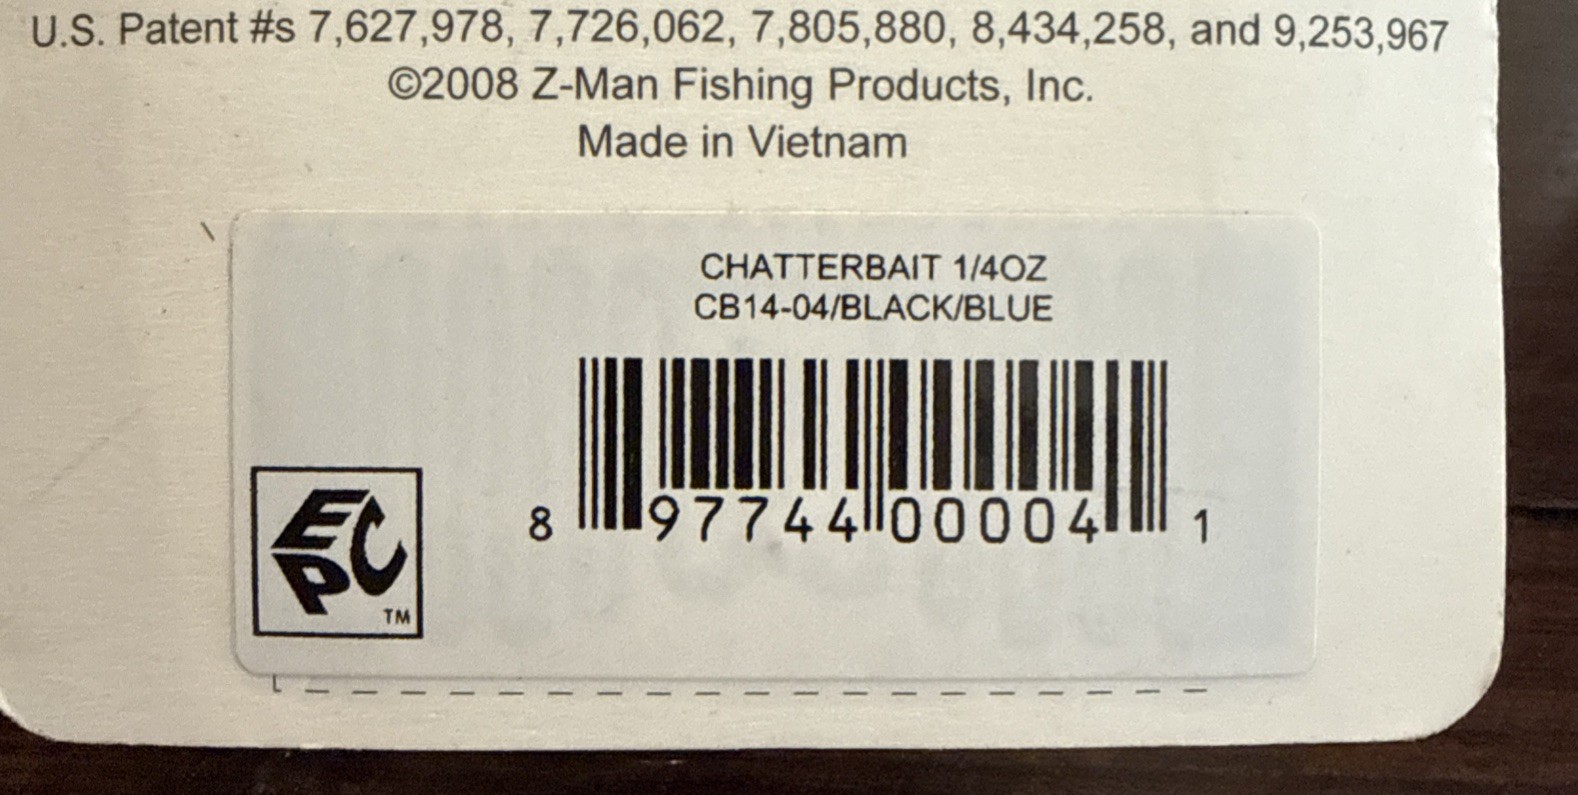 U.S. Patent #s 7,627,978, 7,726,062, 7,805,880, 8,434,258, and 9,253,967
©2008 Z-Man Fishing Products, Inc.
Made in Vietnam
CHATTERBAIT 1/4OZ
CB14-04/BLACK/BLUE
8 97744 00004 1
EPC
TM